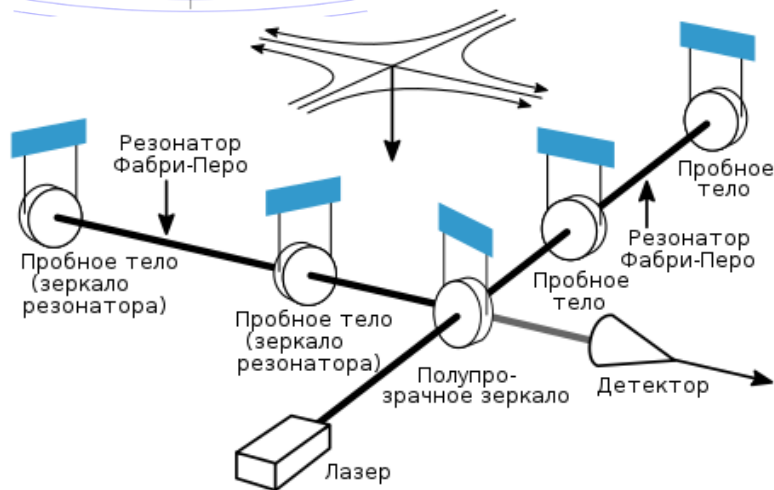 Резонатор
Фабри-Перо
Пробное
тело
Резонатор
Фабри-Перо
Пробное тело
(зеркало
резонатора)
Пробное
тело
Пробное тело
(зеркало
резонатора)
Полупро-
зрачное зеркало
Детектор
Лазер